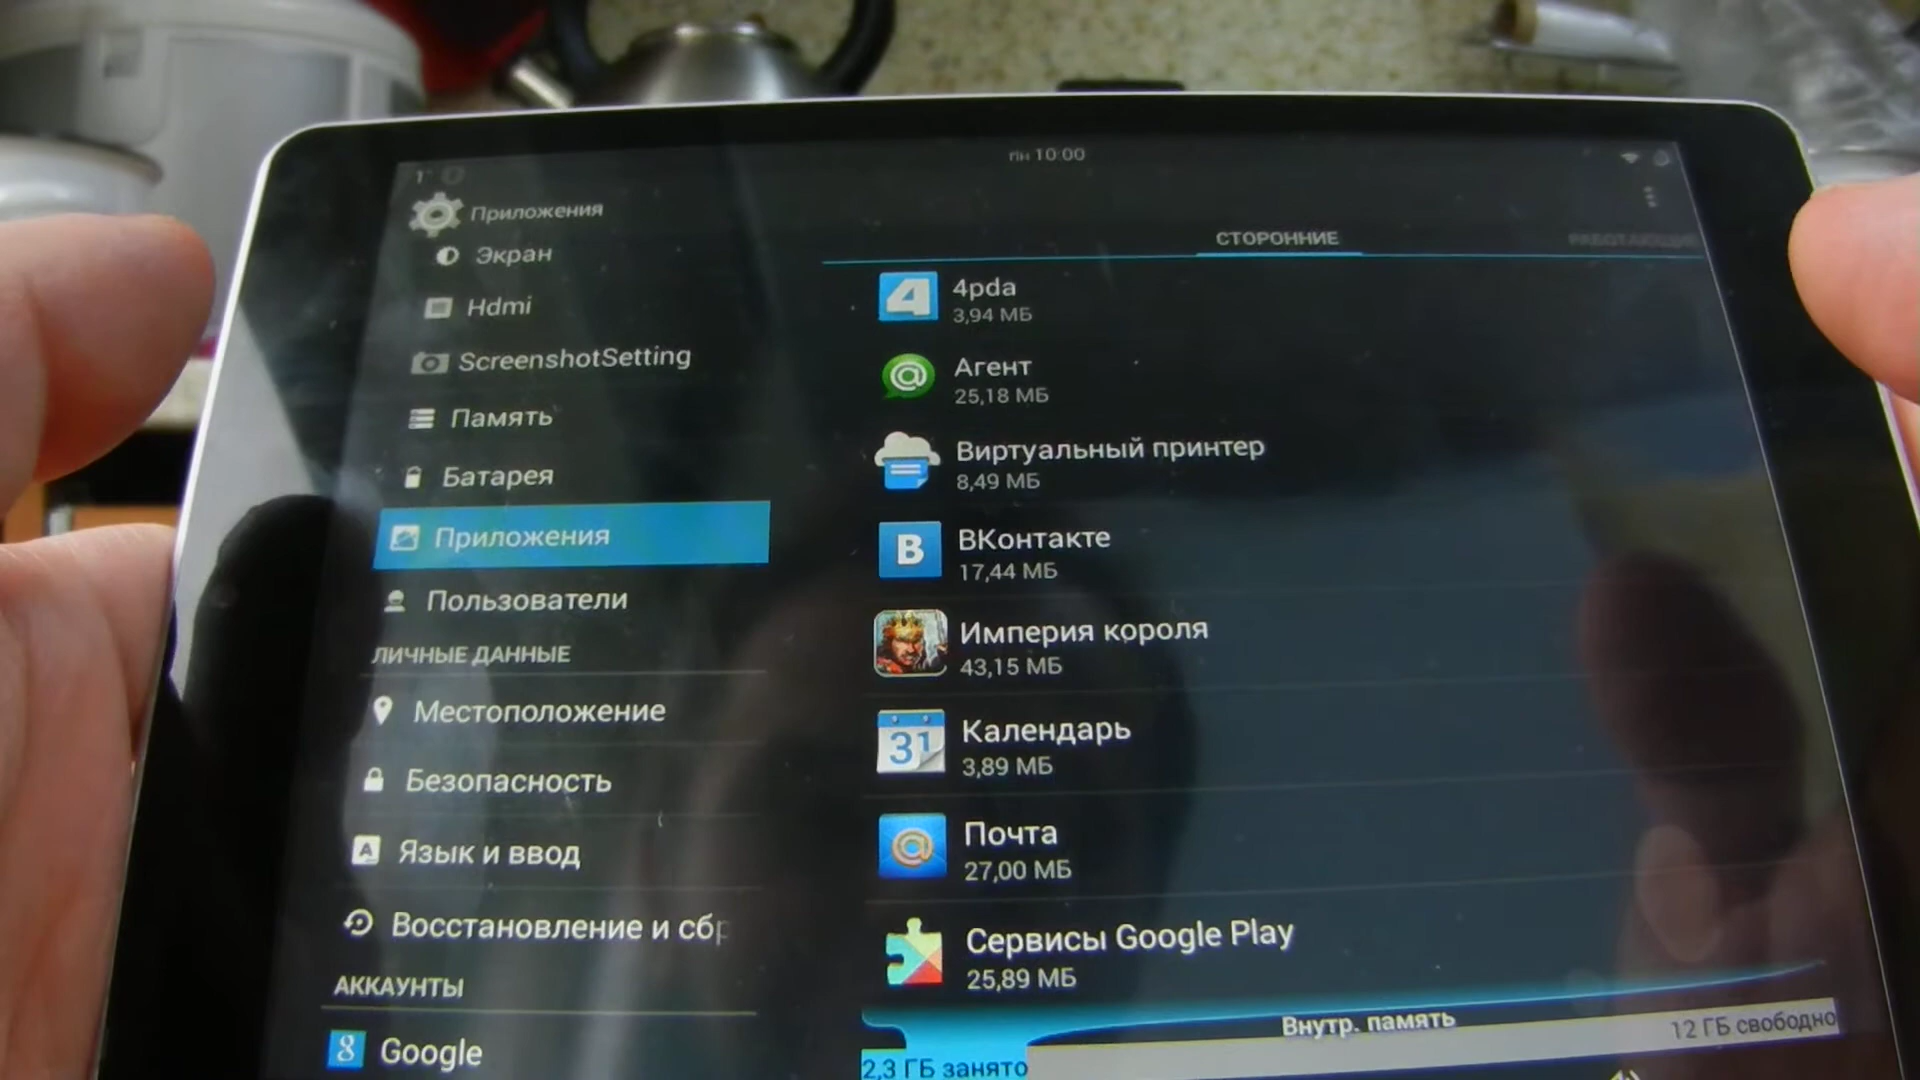 пн 10:00
Приложения
Экран
Hdmi
ScreenshotSetting
Память
Батарея
Приложения
Пользователи
ЛИЧНЫЕ ДАННЫЕ
Местоположение
Безопасность
Язык и ввод
Восстановление и сбр
АККАУНТЫ
Google
СТОРОННИЕ
РАБОТАЮЩИЕ
4pda
3,94 МБ
Агент
25,18 МБ
Виртуальный принтер
8,49 МБ
ВКонтакте
17,44 МБ
Империя короля
43,15 МБ
31
Календарь
3,89 МБ
Почта
27,00 МБ
Сервисы Google Play
25,89 МБ
Внутр. память
2,3 ГБ занято
12 ГБ свободно